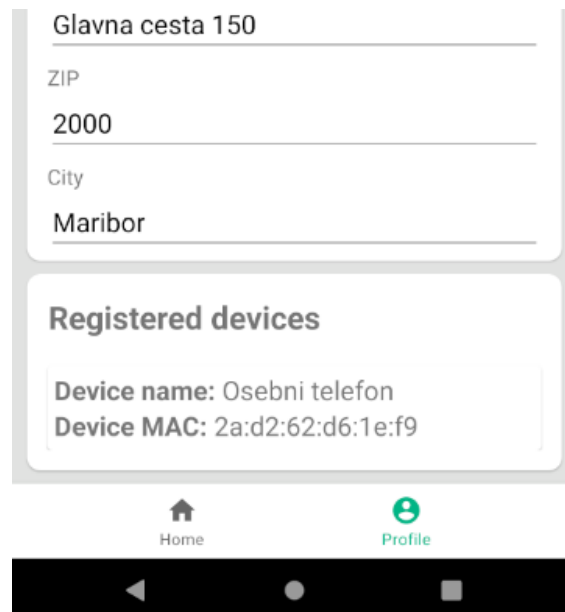 Glavna cesta 150
ZIP
2000
City
Maribor
Registered devices
Device name: Osebni telefon
Device MAC: 2a:d2:62:d6:1e:f9
Home
Profile